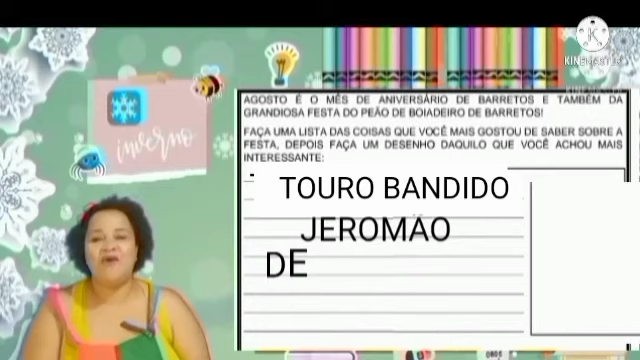 KINEMASTER
inverno
AGOSTO É O MÊS DE ANIVERSÁRIO DE BARRETOS E TAMBÉM DA
GRANDIOSA FESTA DO PEÃO DE BOIADEIRO DE BARRETOS!
FAÇA UMA LISTA DAS COISAS QUE VOCÊ MAIS GOSTOU DE SABER SOBRE A
FESTA, DEPOIS FAÇA UM DESENHO DAQUILO QUE VOCÊ ACHOU MAIS
INTERESSANTE:
TOURO BANDIDO
JEROMÃO
DE